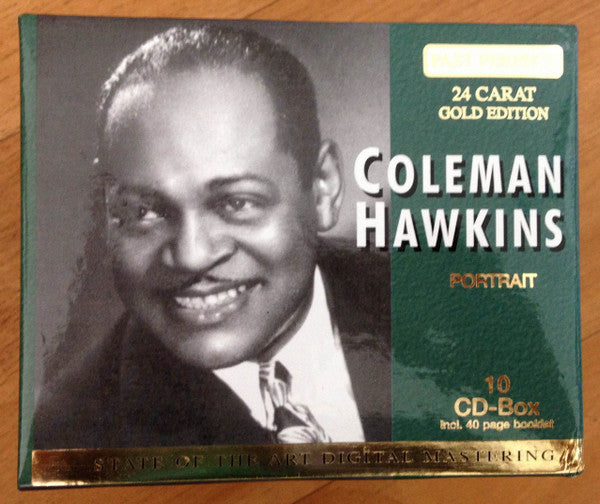 PAST PERFECT
24 CARAT
GOLD EDITION
COLEMAN
HAWKINS
PORTRAIT
10
CD-BOX
incl. 40 page booklet
STATE OF THE ART DIGITAL MASTERING